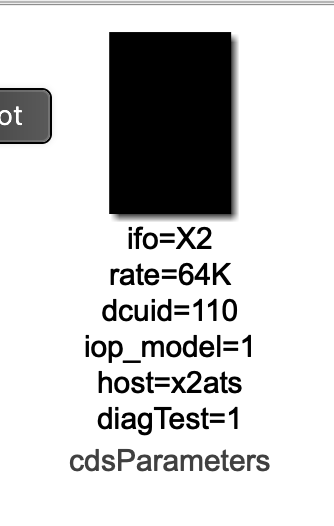 ot
ifo=X2
rate=64K
dcuid=110
iop_model=1
host=x2ats
diagTest=1
cdsParameters